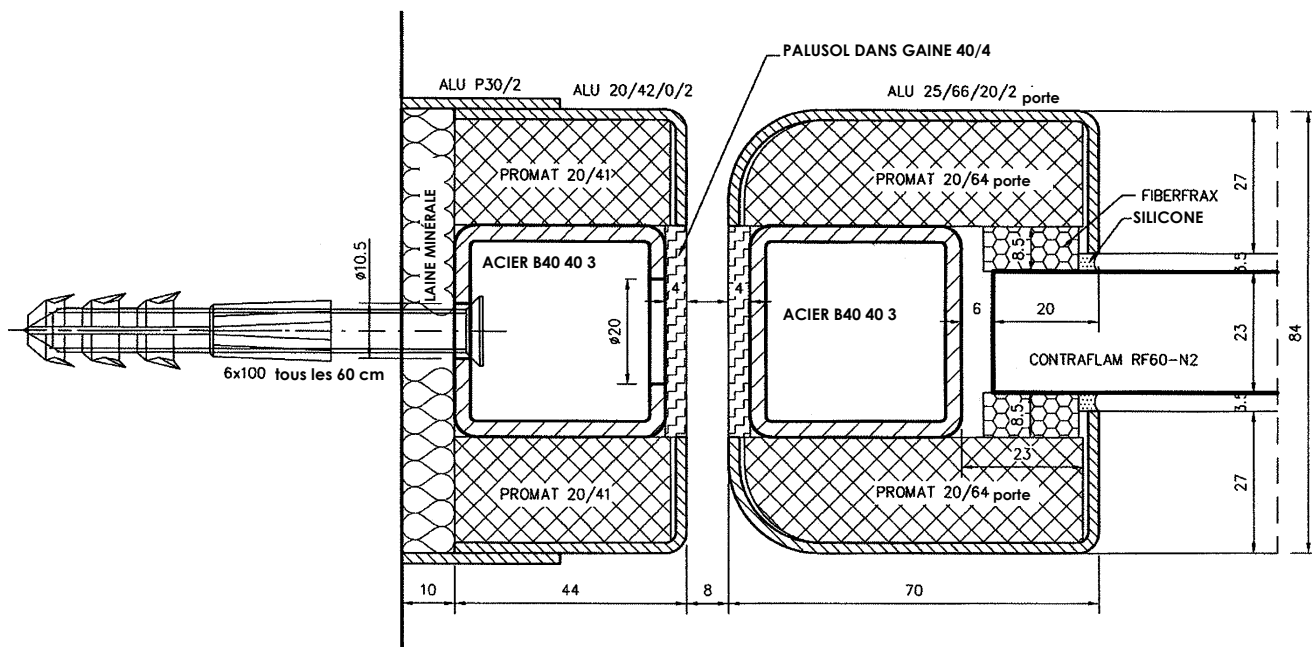 PALUSOL DANS GAINE 40/4
ALU P30/2
ALU 20/42/0/2
ALU 25/66/20/2 porte
PROMAT 20/41
PROMAT 20/64 porte
27
FIBERFRAX
SILICONE
LAINE MINÉRALE
ø10.5
ACIER B40 40 3
8.5
3.5
4
4
ø20
ACIER B40 40 3
6
20
23
84
CONTRAFLAM RF60-N2
6x100 tous les 60 cm
8.5
3.5
23
PROMAT 20/41
PROMAT 20/64 porte
27
10
44
8
70